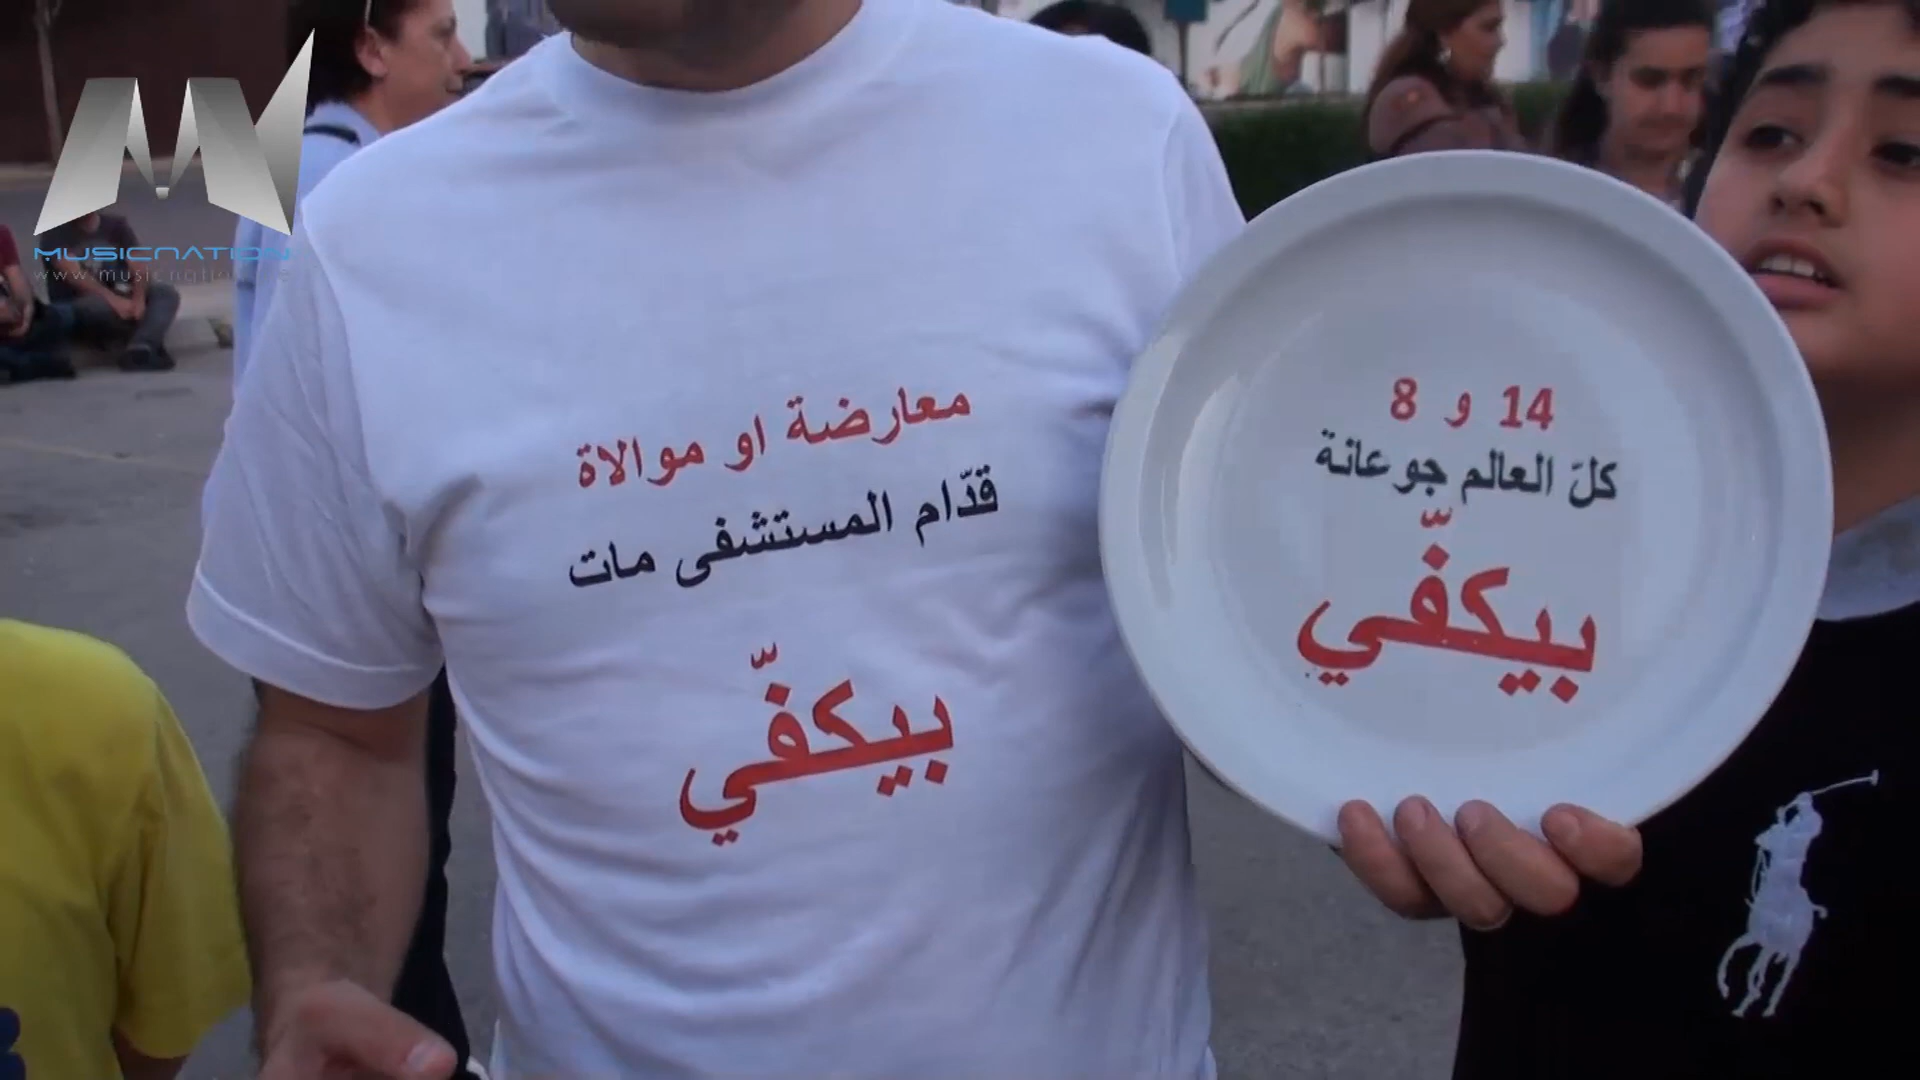 MUSICNATION
معارضة او موالاة
قدّام المستشفى مات
بيكفّي
14 و 8
كلّ العالم جوعانة
بيكفّي